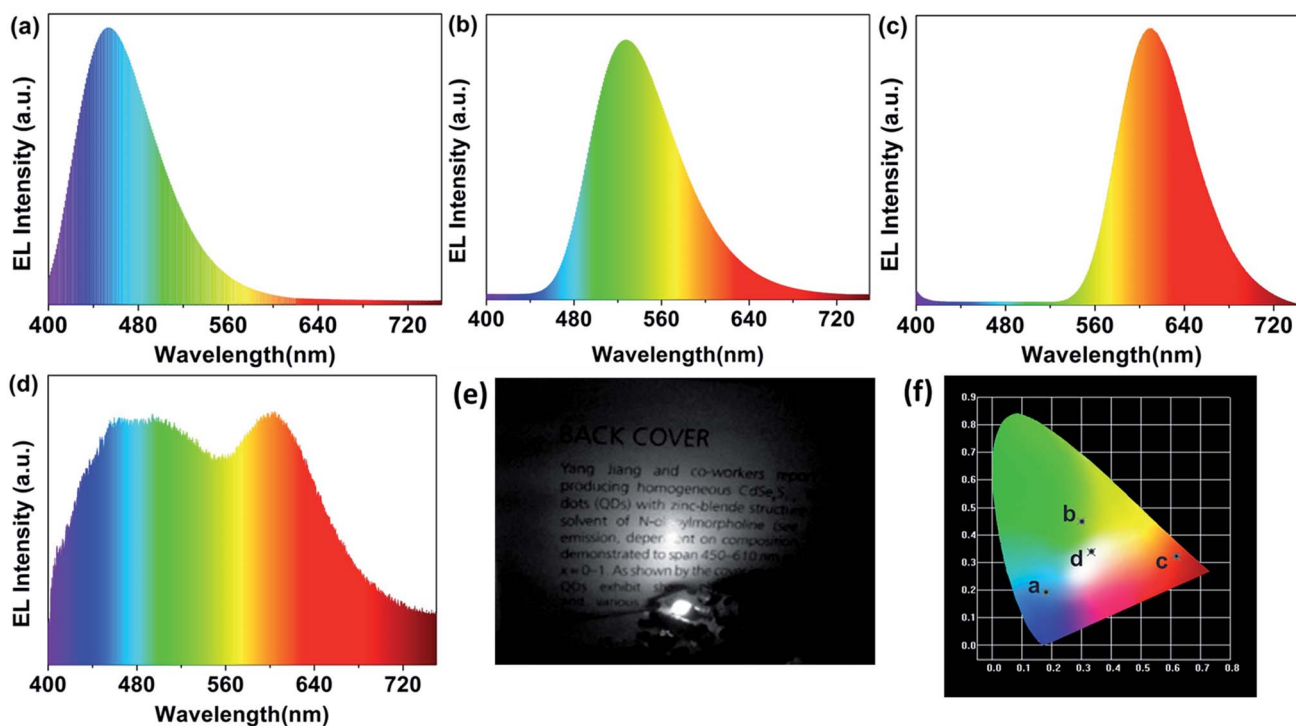 (a)
EL Intensity (a.u.)
400 480 560 640 720
Wavelength(nm)
(b)
EL Intensity (a.u.)
400 480 560 640 720
Wavelength(nm)
(c)
EL Intensity (a.u.)
400 480 560 640 720
Wavelength(nm)
(d)
EL Intensity (a.u.)
400 480 560 640 720
Wavelength(nm)
(e)
BACK COVER
Yang Jiang and co-workers
producing homogeneous
dots (QDs) with zinc-blende
solvent of
emission, on composition
demonstrated to span 450–610 nm
x = 0–1. As shown by the cover
QDs exhibit
and various
(f)
0.9
0.8
0.7
0.6
0.5
0.4
0.3
0.2
0.1
0.0
0.0 0.1 0.2 0.3 0.4 0.5 0.6 0.7 0.8
b
d
c
a